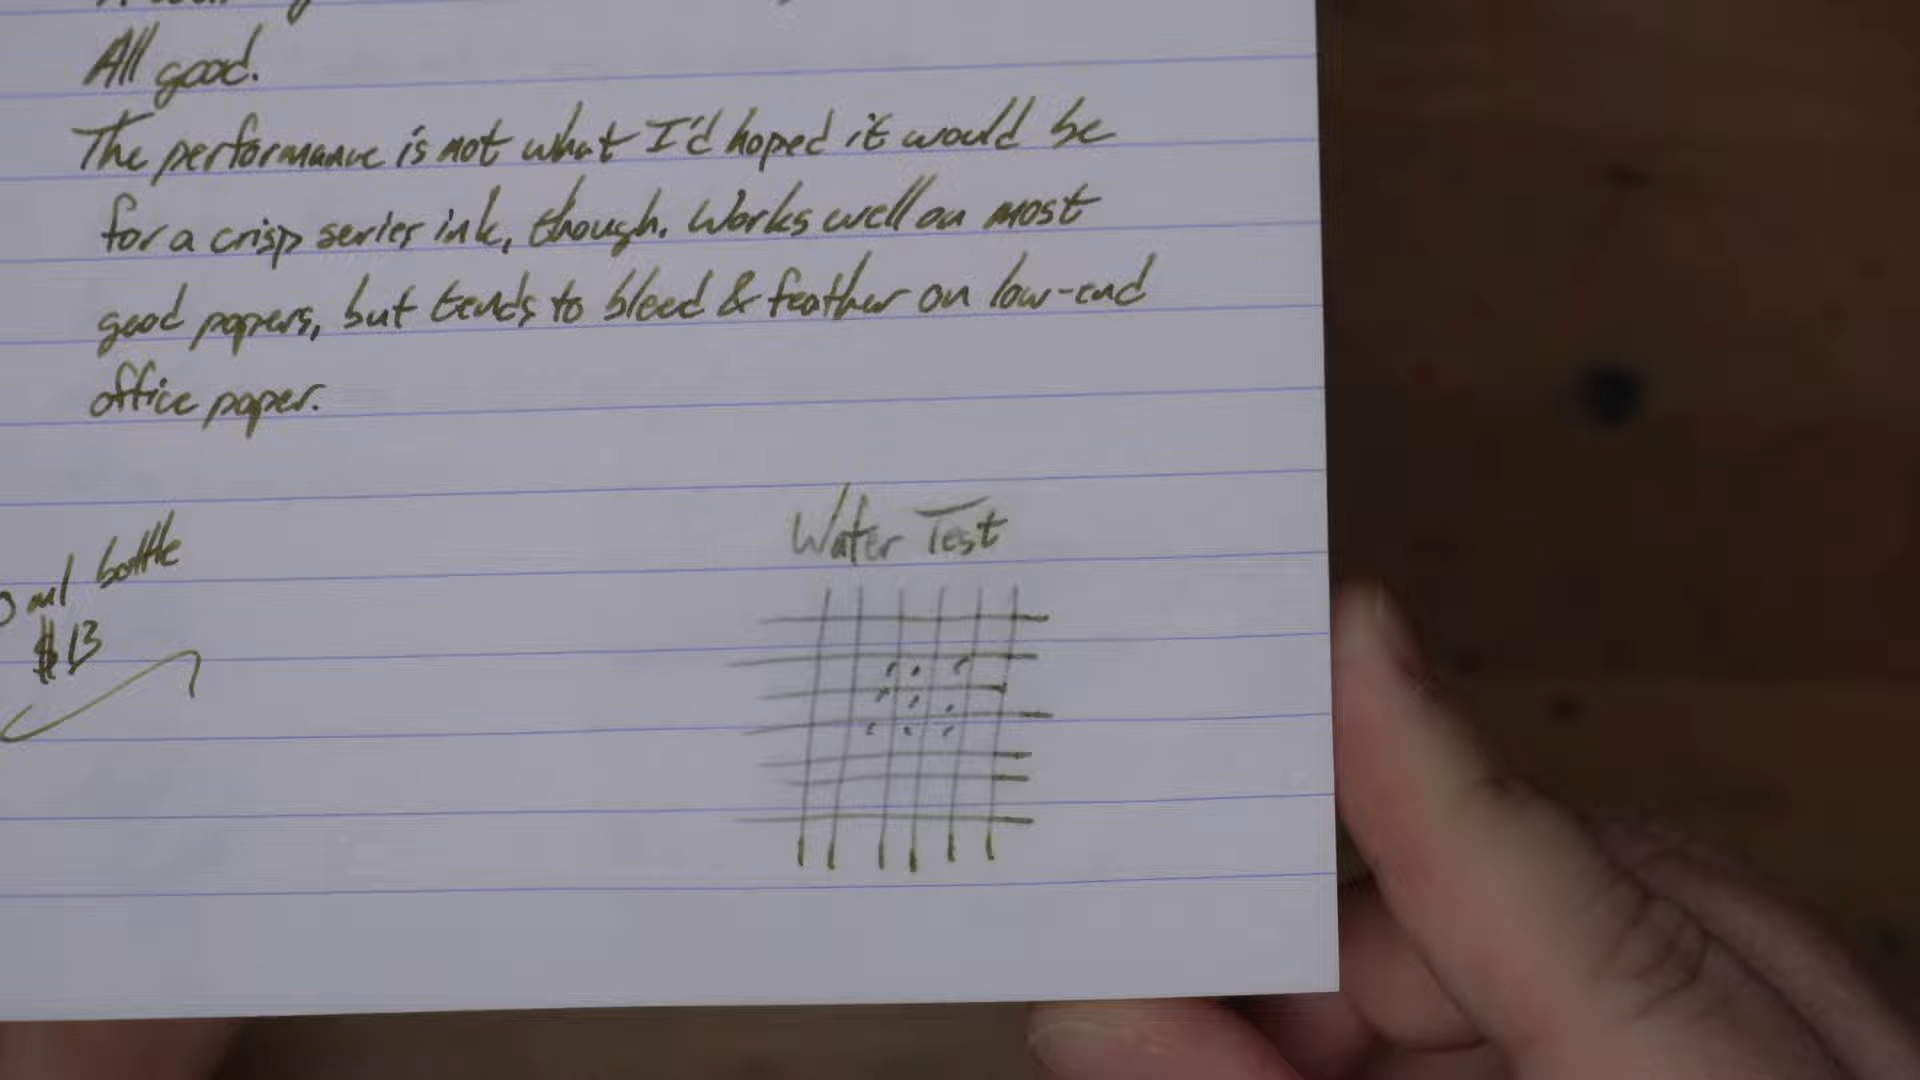 All good.
The performance is not what I'd hoped it would be
for a crisp series ink, though. Works well on most
good papers, but tends to bleed & feather on low-end
office paper.
Water Test
ml bottle
$13